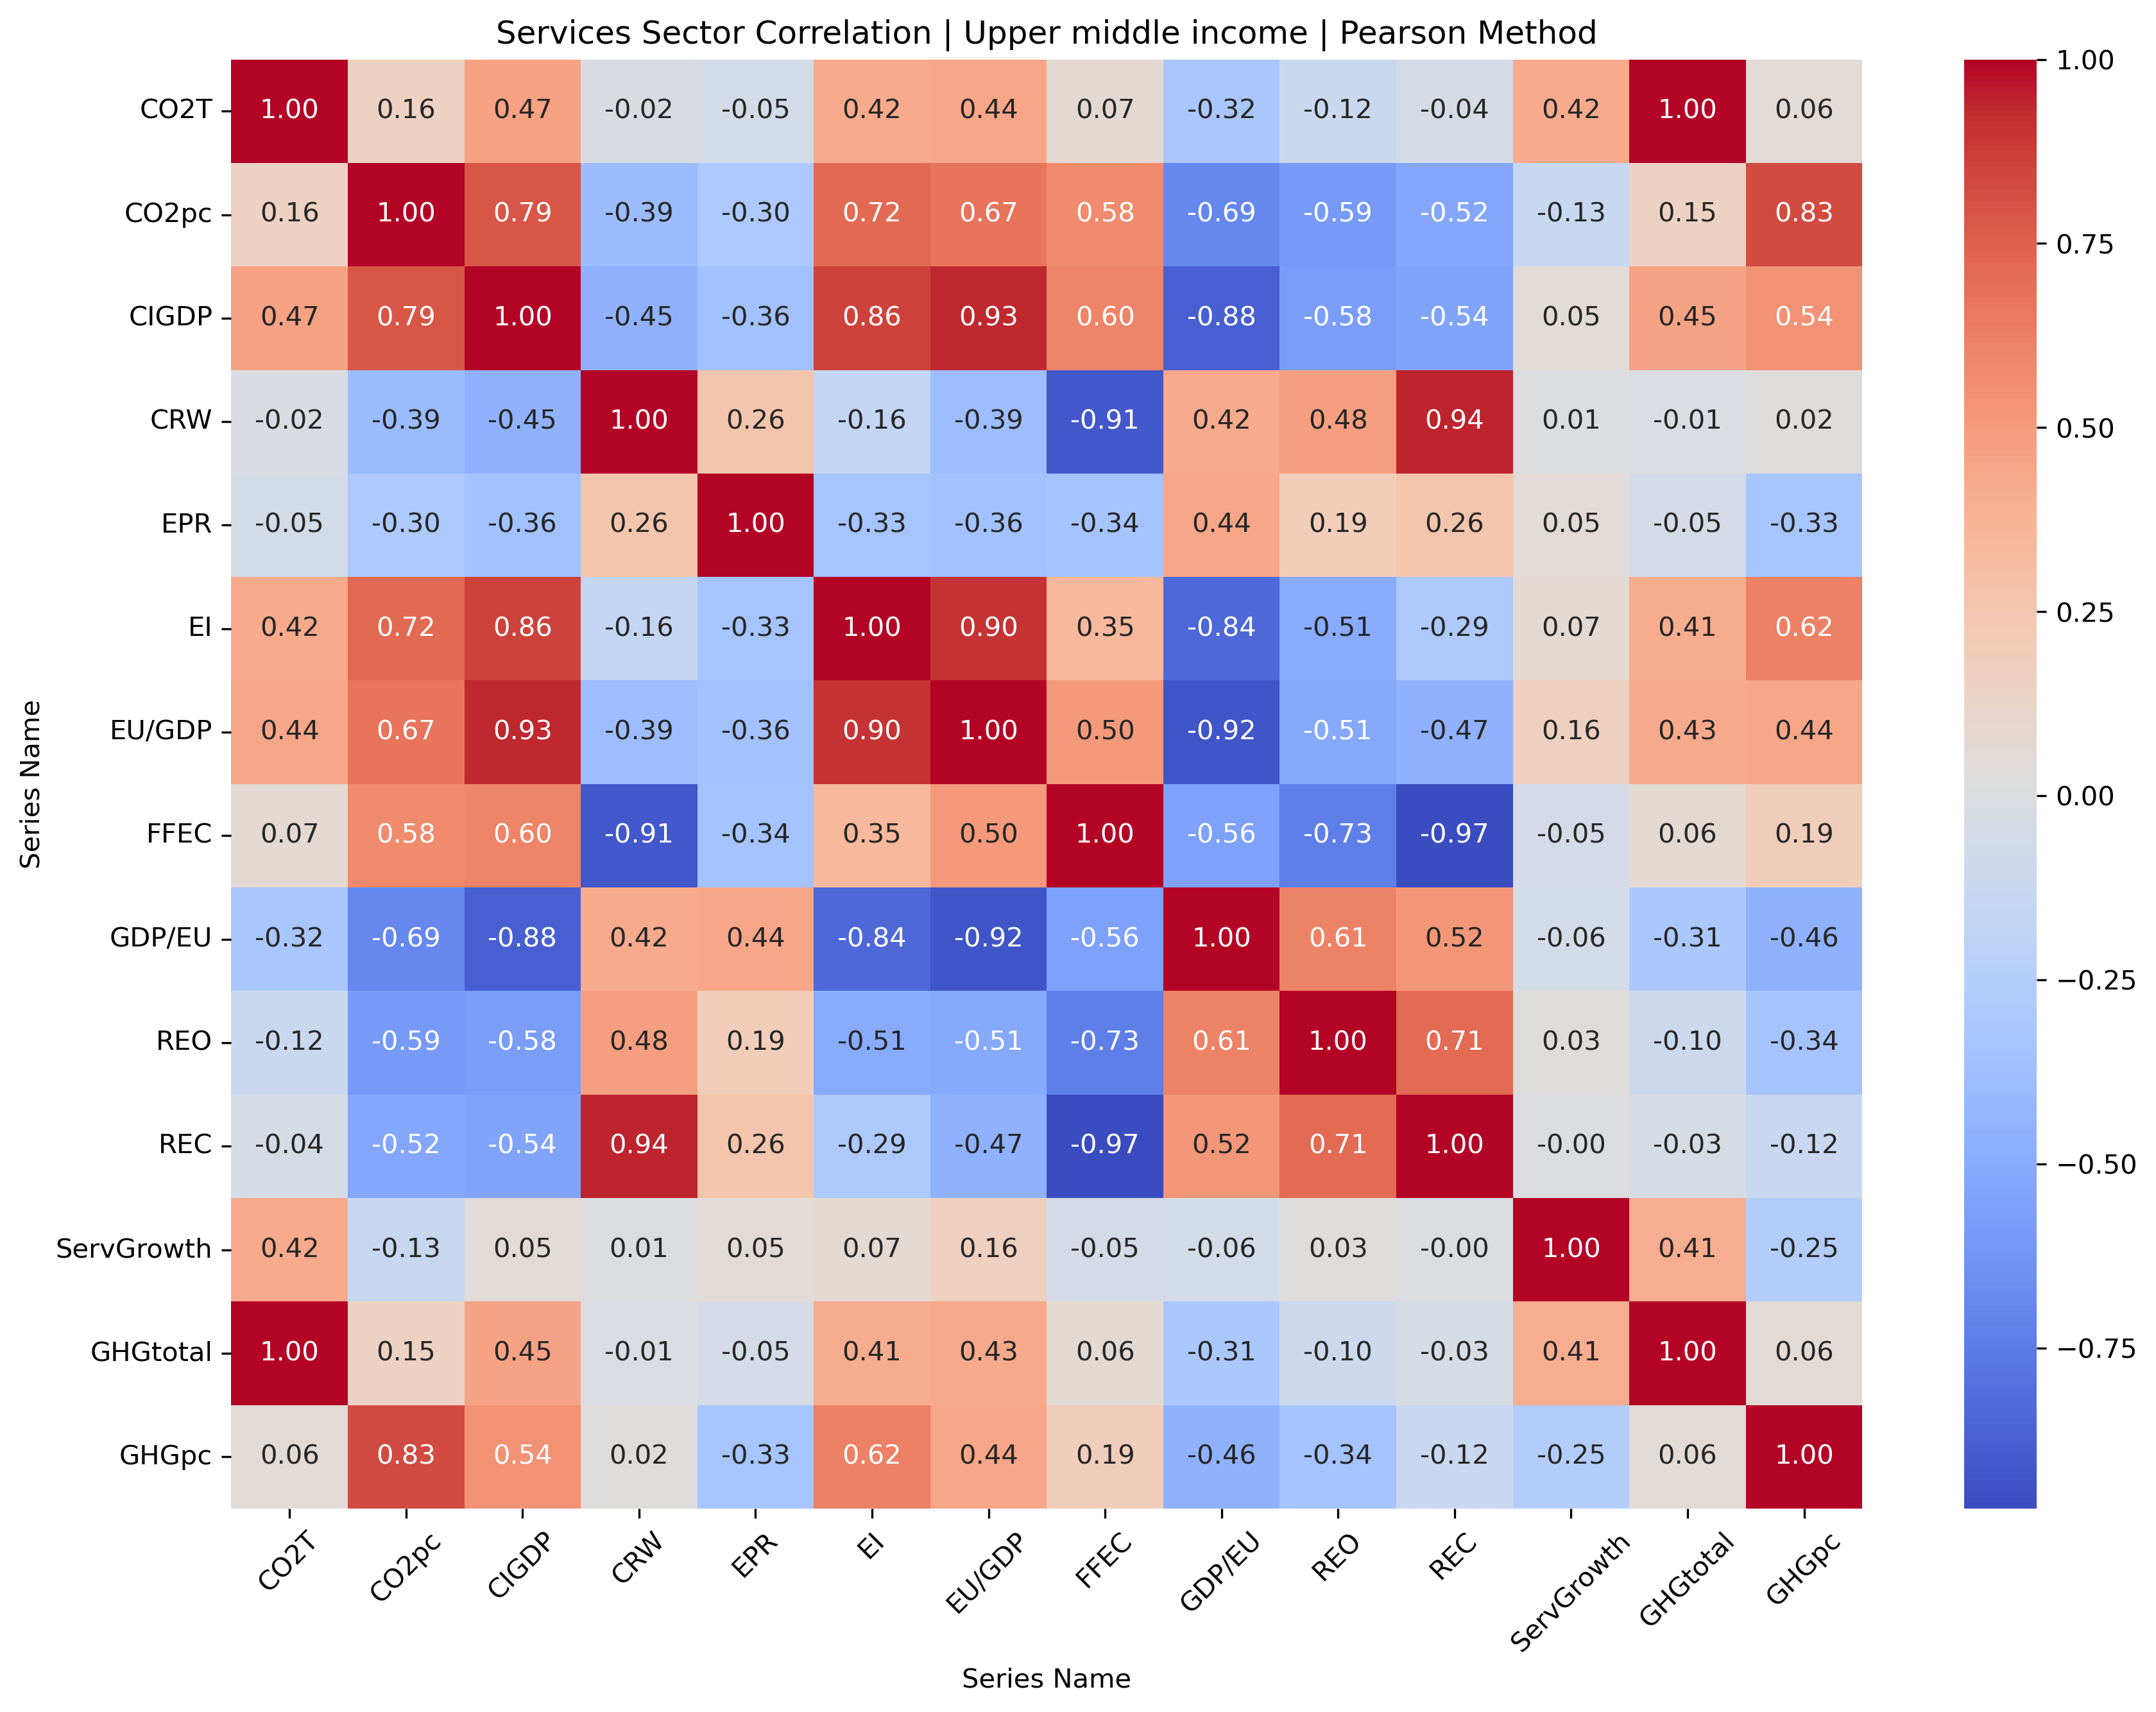 Services Sector Correlation | Upper middle income | Pearson Method
CO2T 1.00 0.16 0.47 -0.02 -0.05 0.42 0.44 0.07 -0.32 -0.12 -0.04 0.42 1.00 0.06
CO2pc 0.16 1.00 0.79 -0.39 -0.30 0.72 0.67 0.58 -0.69 -0.59 -0.52 -0.13 0.15 0.83
CIGDP 0.47 0.79 1.00 -0.45 -0.36 0.86 0.93 0.60 -0.88 -0.58 -0.54 0.05 0.45 0.54
CRW -0.02 -0.39 -0.45 1.00 0.26 -0.16 -0.39 -0.91 0.42 0.48 0.94 0.01 -0.01 0.02
EPR -0.05 -0.30 -0.36 0.26 1.00 -0.33 -0.36 -0.34 0.44 0.19 0.26 0.05 -0.05 -0.33
EI 0.42 0.72 0.86 -0.16 -0.33 1.00 0.90 0.35 -0.84 -0.51 -0.29 0.07 0.41 0.62
EU/GDP 0.44 0.67 0.93 -0.39 -0.36 0.90 1.00 0.50 -0.92 -0.51 -0.47 0.16 0.43 0.44
FFEC 0.07 0.58 0.60 -0.91 -0.34 0.35 0.50 1.00 -0.56 -0.73 -0.97 -0.05 0.06 0.19
GDP/EU -0.32 -0.69 -0.88 0.42 0.44 -0.84 -0.92 -0.56 1.00 0.61 0.52 -0.06 -0.31 -0.46
REO -0.12 -0.59 -0.58 0.48 0.19 -0.51 -0.51 -0.73 0.61 1.00 0.71 0.03 -0.10 -0.34
REC -0.04 -0.52 -0.54 0.94 0.26 -0.29 -0.47 -0.97 0.52 0.71 1.00 -0.00 -0.03 -0.12
ServGrowth 0.42 -0.13 0.05 0.01 0.05 0.07 0.16 -0.05 -0.06 0.03 -0.00 1.00 0.41 -0.25
GHGtotal 1.00 0.15 0.45 -0.01 -0.05 0.41 0.43 0.06 -0.31 -0.10 -0.03 0.41 1.00 0.06
GHGpc 0.06 0.83 0.54 0.02 -0.33 0.62 0.44 0.19 -0.46 -0.34 -0.12 -0.25 0.06 1.00
CO2T CO2pc CIGDP CRW EPR EI EU/GDP FFEC GDP/EU REO REC ServGrowth GHGtotal GHGpc
Series Name
Series Name
1.00
0.75
0.50
0.25
0.00
−0.25
−0.50
−0.75